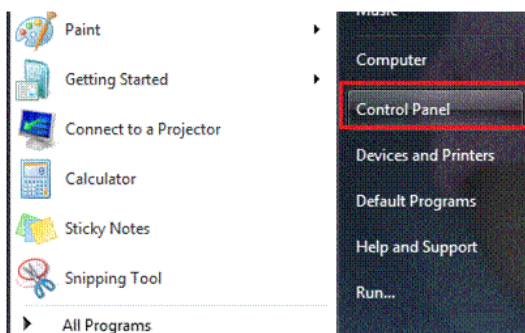 Paint
Getting Started
Connect to a Projector
Calculator
Sticky Notes
Snipping Tool
All Programs
Music
Computer
Control Panel
Devices and Printers
Default Programs
Help and Support
Run...